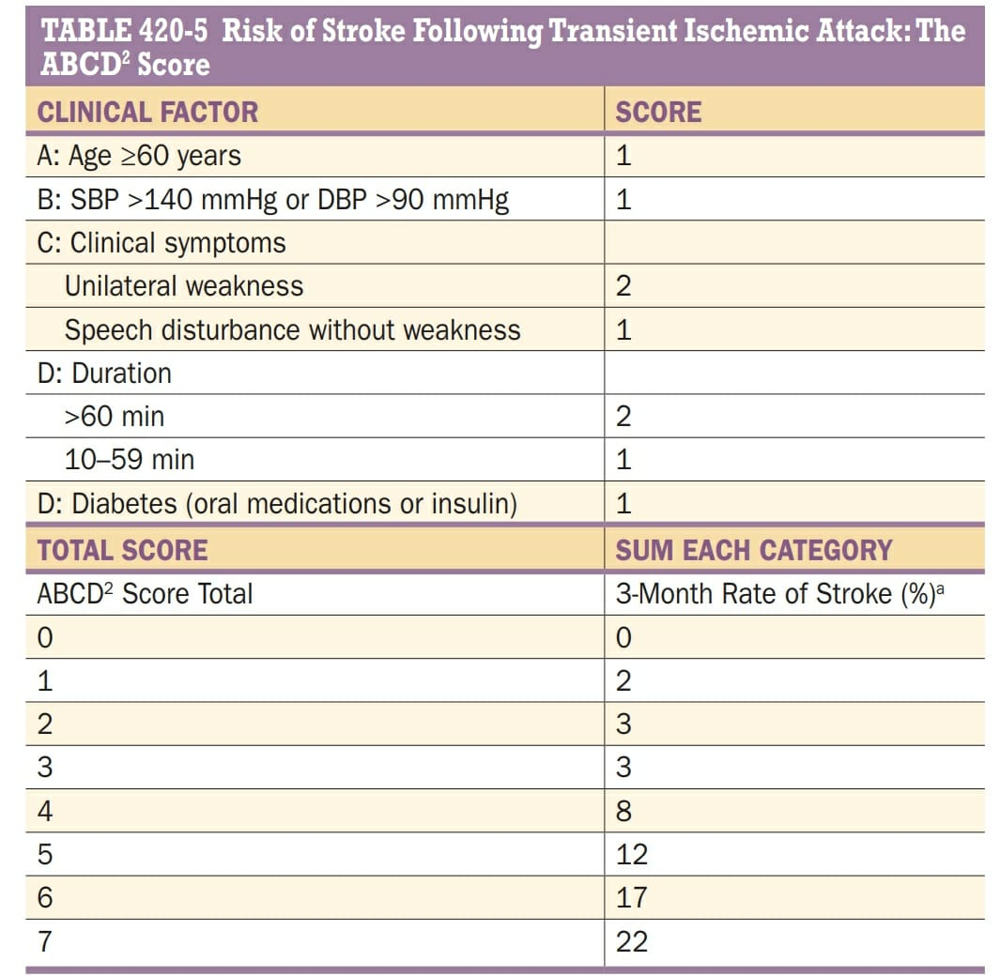 TABLE 420-5 Risk of Stroke Following Transient Ischemic Attack: The
ABCD² Score
CLINICAL FACTOR SCORE
A: Age ≥60 years 1
B: SBP >140 mmHg or DBP >90 mmHg 1
C: Clinical symptoms
Unilateral weakness 2
Speech disturbance without weakness 1
D: Duration
>60 min 2
10–59 min 1
D: Diabetes (oral medications or insulin) 1
TOTAL SCORE SUM EACH CATEGORY
ABCD² Score Total 3-Month Rate of Stroke (%)ᵃ
0 0
1 2
2 3
3 3
4 8
5 12
6 17
7 22